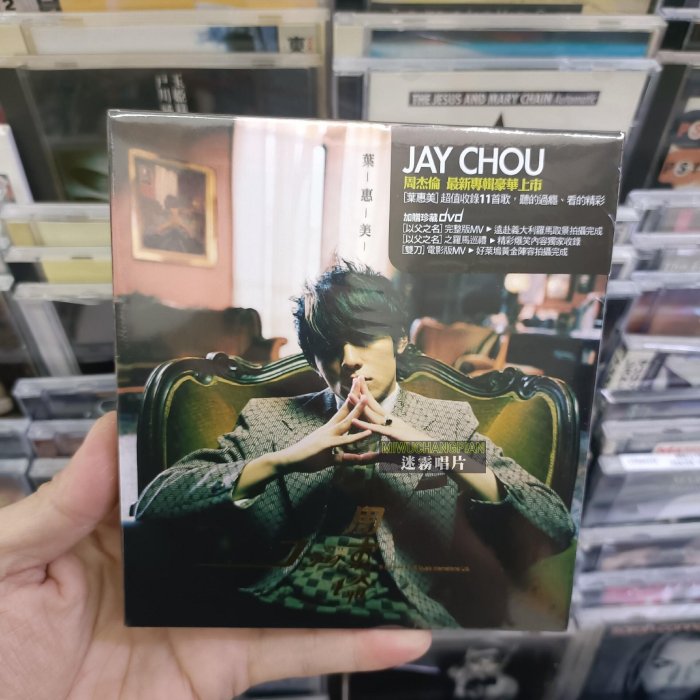 THE JESUS AND MARY CHAIN Automatic
葉-惠-美-
JAY CHOU
周杰倫 最新專輯豪華上市
[葉惠美] 超值收錄11首歌，聽的過癮、看的精彩
加贈珍藏dvd
[以父之名] 完整版MV ▶ 遠赴義大利羅馬取景拍攝完成
[以父之名] 之羅馬巡禮 ▶ 精彩爆笑內容獨家收錄
[雙刀] 電影版MV ▶ 好萊塢黃金陣容拍攝完成
MIWUCHANGPIAN
迷霧唱片
周杰倫